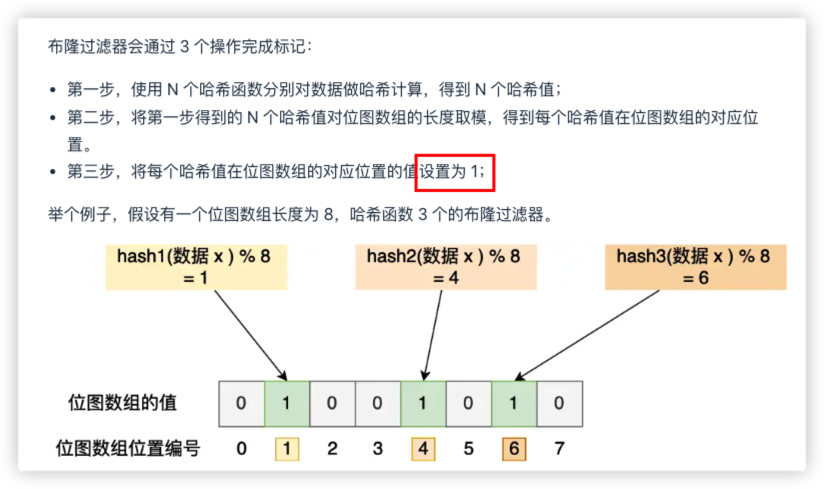 布隆过滤器会通过 3 个操作完成标记：
• 第一步，使用 N 个哈希函数分别对数据做哈希计算，得到 N 个哈希值；
• 第二步，将第一步得到的 N 个哈希值对位图数组的长度取模，得到每个哈希值在位图数组的对应位
置。
• 第三步，将每个哈希值在位图数组的对应位置的值设置为 1；
举个例子，假设有一个位图数组长度为 8，哈希函数 3 个的布隆过滤器。
hash1(数据 x ) % 8
= 1
hash2(数据 x ) % 8
= 4
hash3(数据 x ) % 8
= 6
位图数组的值 0 1 0 0 1 0 1 0
位图数组位置编号 0 1 2 3 4 5 6 7